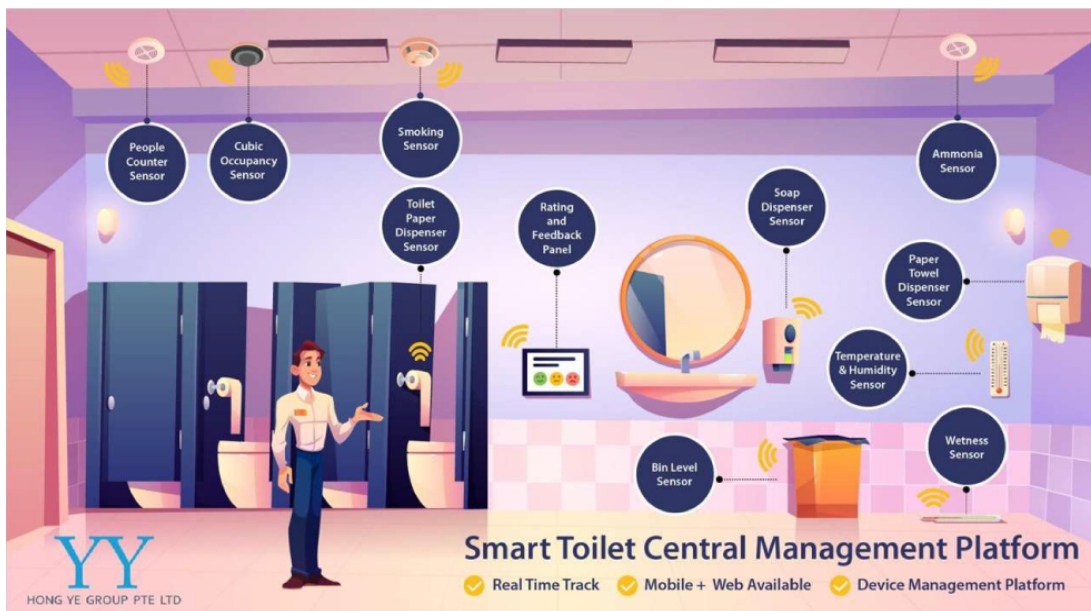 People
Counter
Sensor
Cubic
Occupancy
Sensor
Smoking
Sensor
Ammonia
Sensor
Toilet
Paper
Dispenser
Sensor
Rating
and
Feedback
Panel
Soap
Dispenser
Sensor
Paper
Towel
Dispenser
Sensor
Temperature
& Humidity
Sensor
Bin Level
Sensor
Wetness
Sensor
YY
HONG YE GROUP PTE LTD
Smart Toilet Central Management Platform
Real Time Track
Mobile + Web Available
Device Management Platform